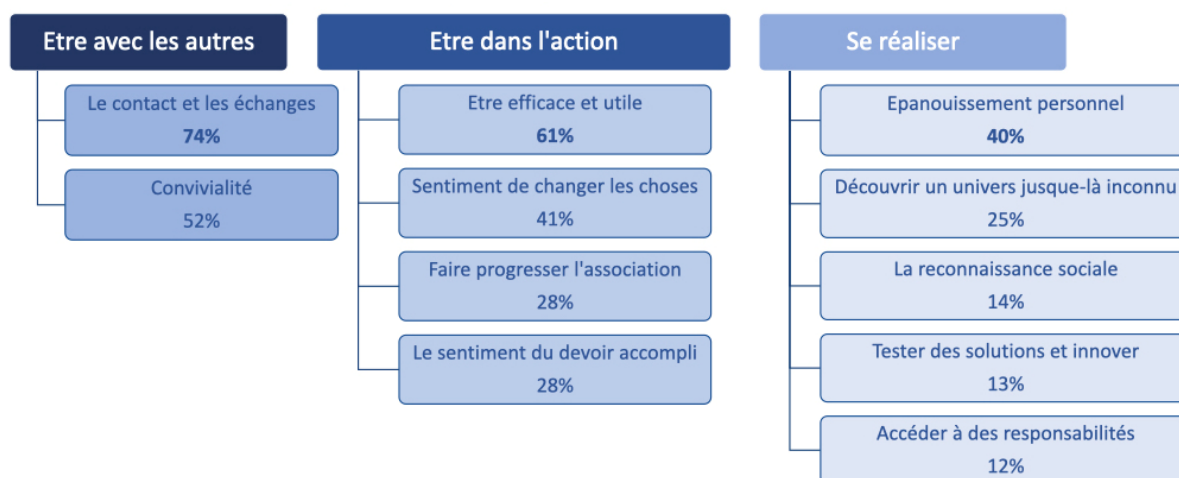 Etre avec les autres
Le contact et les échanges
74%
Convivialité
52%
Etre dans l'action
Etre efficace et utile
61%
Sentiment de changer les choses
41%
Faire progresser l'association
28%
Le sentiment du devoir accompli
28%
Se réaliser
Epanouissement personnel
40%
Découvrir un univers jusque-là inconnu
25%
La reconnaissance sociale
14%
Tester des solutions et innover
13%
Accéder à des responsabilités
12%